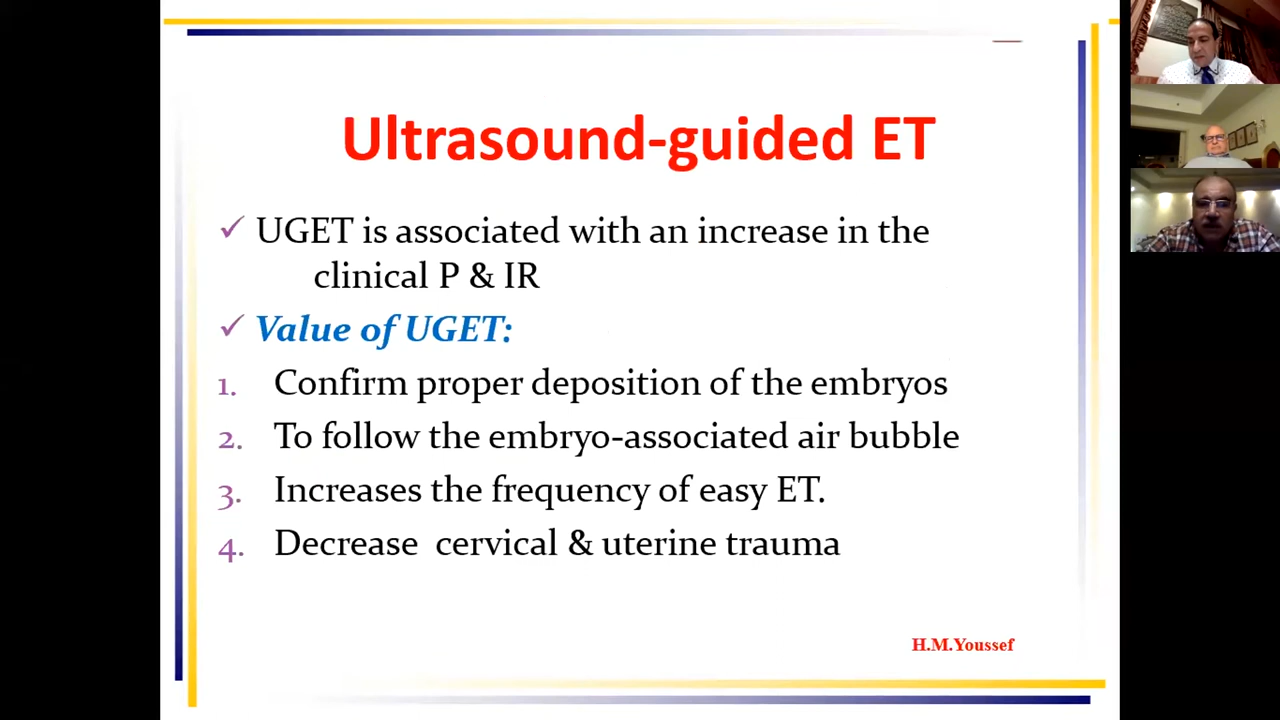 Ultrasound-guided ET
✓ UGET is associated with an increase in the
clinical P & IR
✓ Value of UGET:
1. Confirm proper deposition of the embryos
2. To follow the embryo-associated air bubble
3. Increases the frequency of easy ET.
4. Decrease cervical & uterine trauma
H.M.Youssef